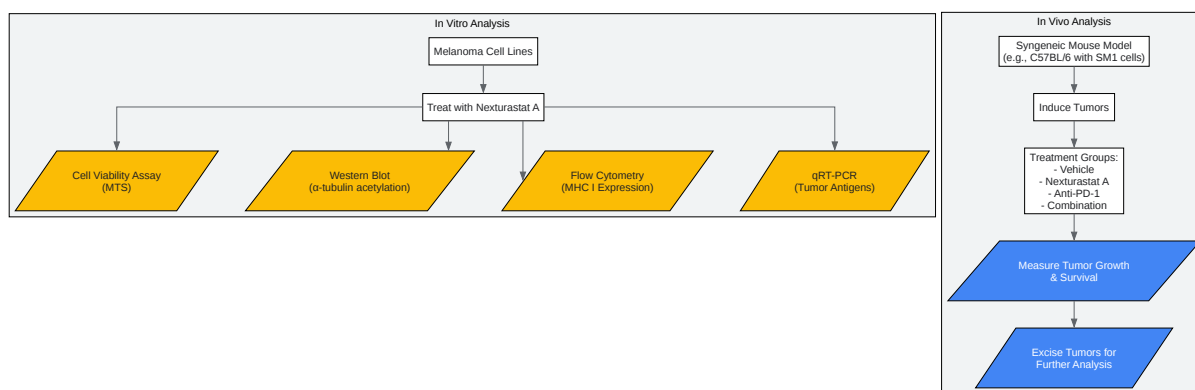 In Vitro Analysis
Melanoma Cell Lines
Treat with Nexturastat A
Cell Viability Assay
(MTS)
Western Blot
(α-tubulin acetylation)
Flow Cytometry
(MHC I Expression)
qRT-PCR
(Tumor Antigens)
In Vivo Analysis
Syngeneic Mouse Model
(e.g., C57BL/6 with SM1 cells)
Induce Tumors
Treatment Groups:
- Vehicle
- Nexturastat A
- Anti-PD-1
- Combination
Measure Tumor Growth
& Survival
Excise Tumors for
Further Analysis